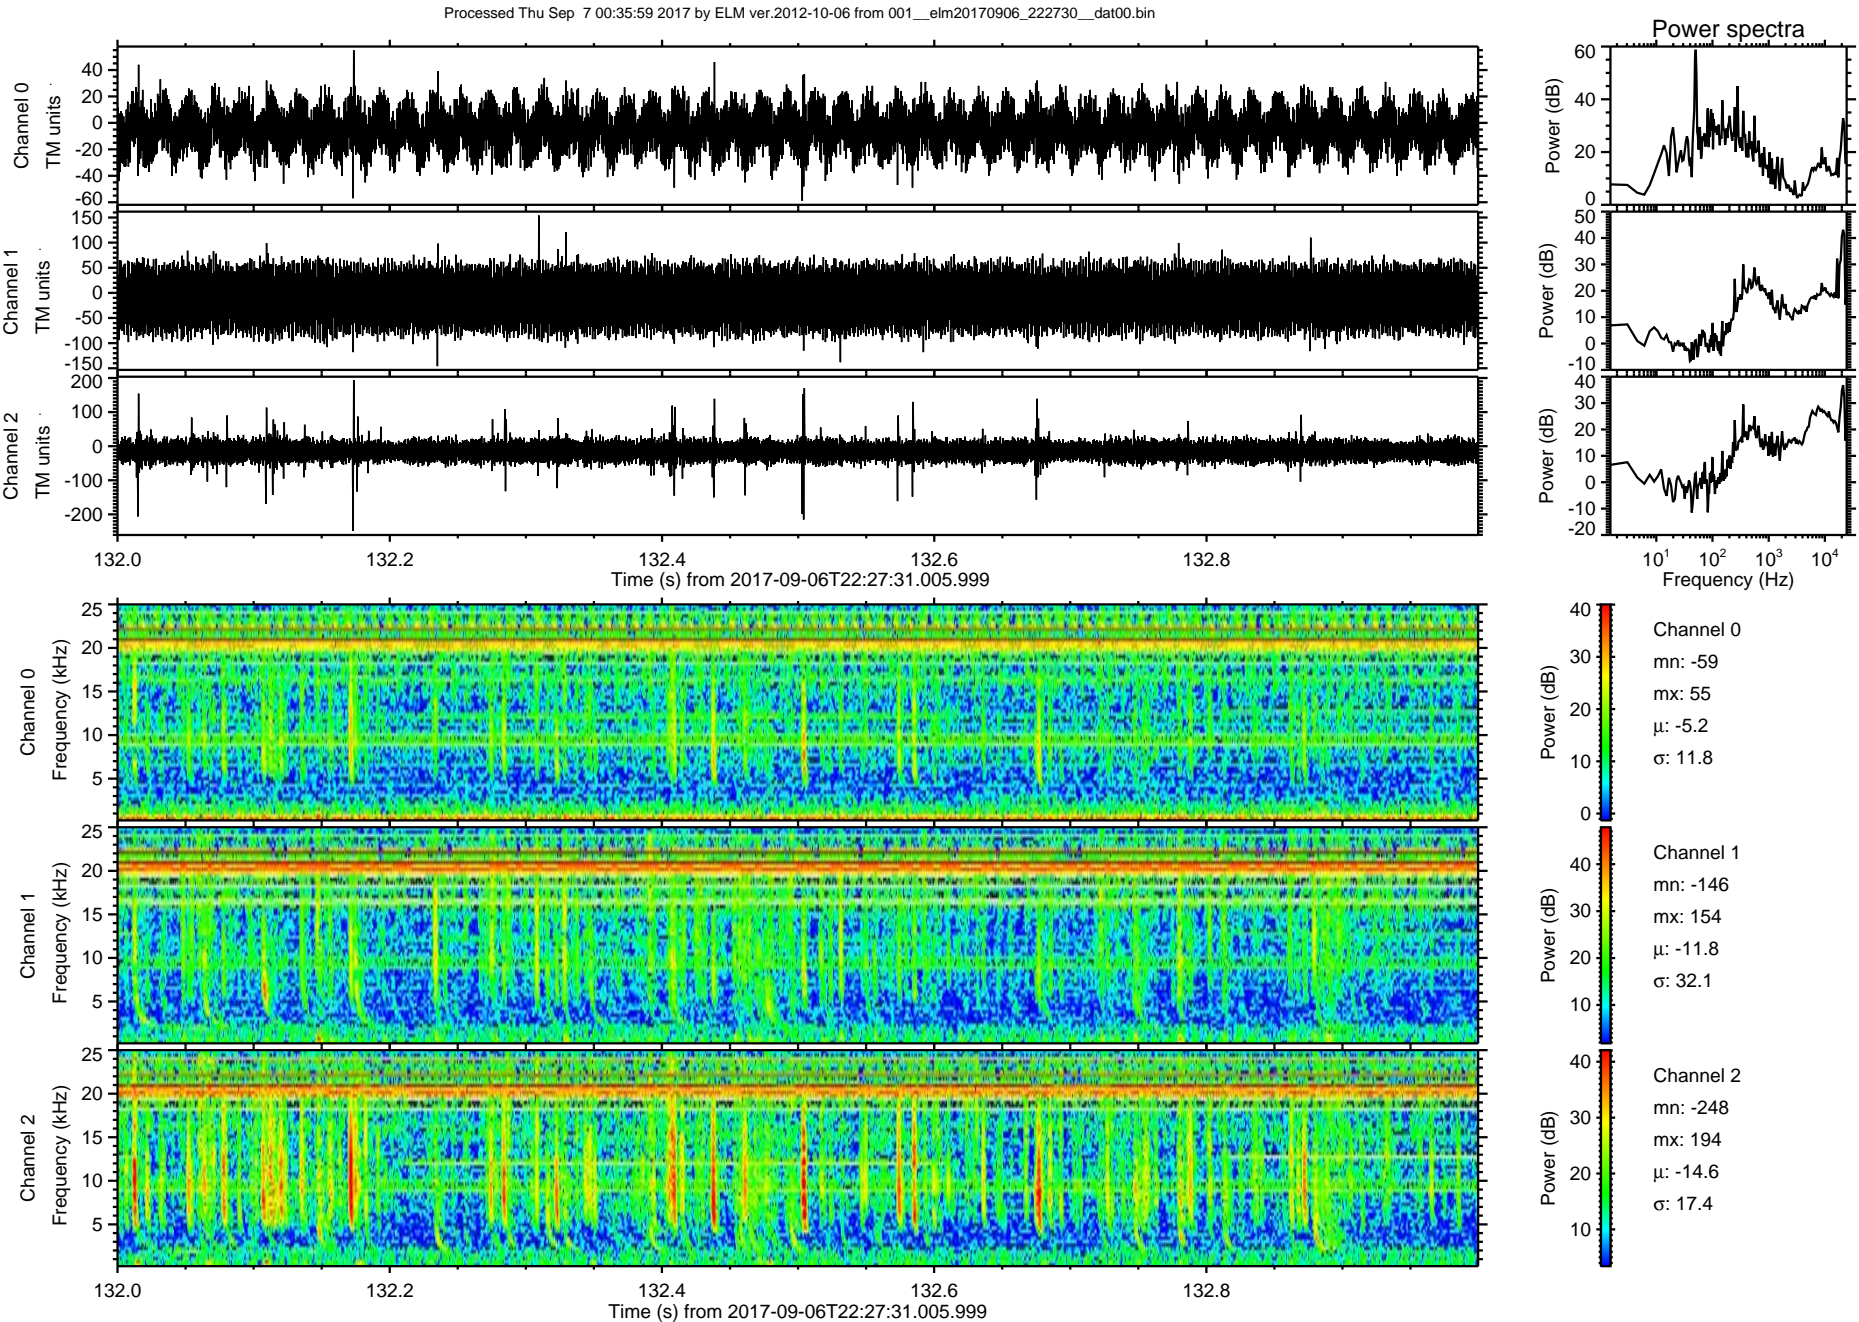 Processed Thu Sep  7 00:35:59 2017 by ELM ver.2012-10-06 from 001__elm20170906_222730__dat00.bin
Power spectra
Channel 0
TM units
40
20
0
-20
-40
-60
Power (dB)
60
40
20
0
Channel 1
TM units
150
100
50
0
-50
-100
-150
Power (dB)
50
40
30
20
10
0
-10
Channel 2
TM units
200
100
0
-100
-200
Power (dB)
40
30
20
10
0
-10
-20
132.0 132.2 132.4 132.6 132.8
Time (s) from 2017-09-06T22:27:31.005.999
10¹ 10² 10³ 10⁴
Frequency (Hz)
Channel 0
Frequency (kHz)
25
20
15
10
5
Power (dB)
40
30
20
10
0
Channel 0
mn: -59
mx: 55
μ: -5.2
σ: 11.8
Channel 1
Frequency (kHz)
25
20
15
10
5
Power (dB)
40
30
20
10
Channel 1
mn: -146
mx: 154
μ: -11.8
σ: 32.1
Channel 2
Frequency (kHz)
25
20
15
10
5
Power (dB)
40
30
20
10
Channel 2
mn: -248
mx: 194
μ: -14.6
σ: 17.4
132.0 132.2 132.4 132.6 132.8
Time (s) from 2017-09-06T22:27:31.005.999